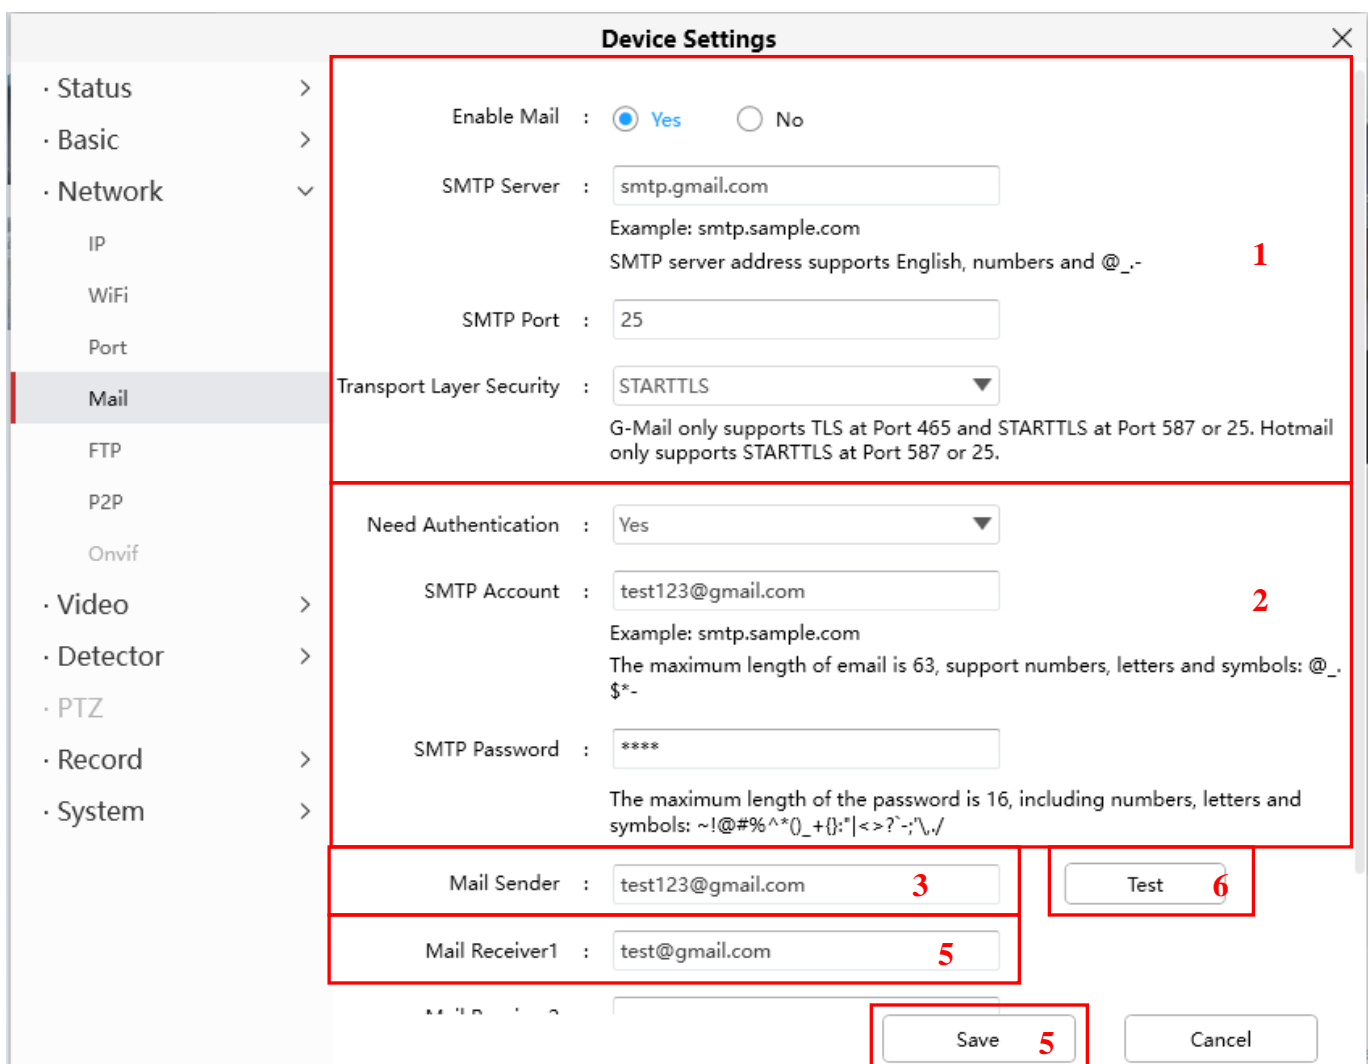 Device Settings
· Status
· Basic
· Network
IP
WiFi
Port
Mail
FTP
P2P
Onvif
· Video
· Detector
· PTZ
· Record
· System
Enable Mail : Yes No
SMTP Server : smtp.gmail.com
Example: smtp.sample.com
SMTP server address supports English, numbers and @_.-
1
SMTP Port : 25
Transport Layer Security : STARTTLS
G-Mail only supports TLS at Port 465 and STARTTLS at Port 587 or 25. Hotmail
only supports STARTTLS at Port 587 or 25.
Need Authentication : Yes
SMTP Account : test123@gmail.com
2
Example: smtp.sample.com
The maximum length of email is 63, support numbers, letters and symbols: @_.
$*-
SMTP Password : ****
The maximum length of the password is 16, including numbers, letters and
symbols: ~!@#%^*()_+{}:"|<>?`-;'\,./
Mail Sender : test123@gmail.com 3
Test 6
Mail Receiver1 : test@gmail.com 5
Save 5
Cancel